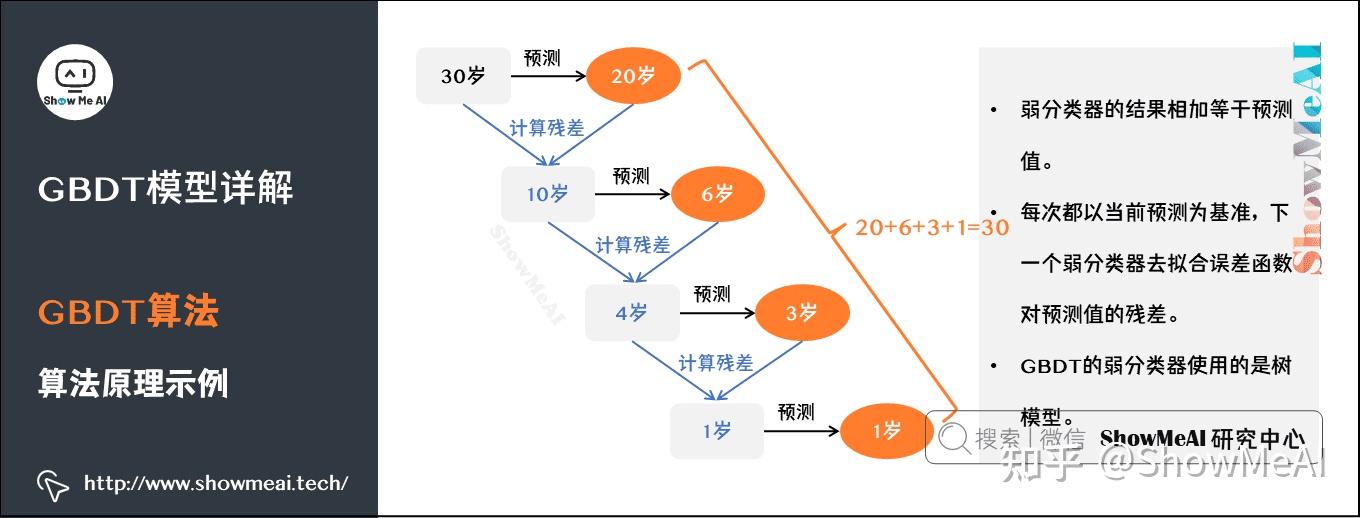 Show Me AI
GBDT模型详解
GBDT算法
算法原理示例
http://www.showmeai.tech/
30岁
预测
20岁
计算残差
10岁
预测
6岁
计算残差
4岁
预测
3岁
计算残差
1岁
预测
1岁
20+6+3+1=30
弱分类器的结果相加等干预测
值。
每次都以当前预测为基准，下
一个弱分类器去拟合误差函数
对预测值的残差。
GBDT的弱分类器使用的是树
模型。
ShowMeAI
ShowMeAI
搜索 | 微信 ShowMeAI 研究中心
知乎 @ShowMeAI